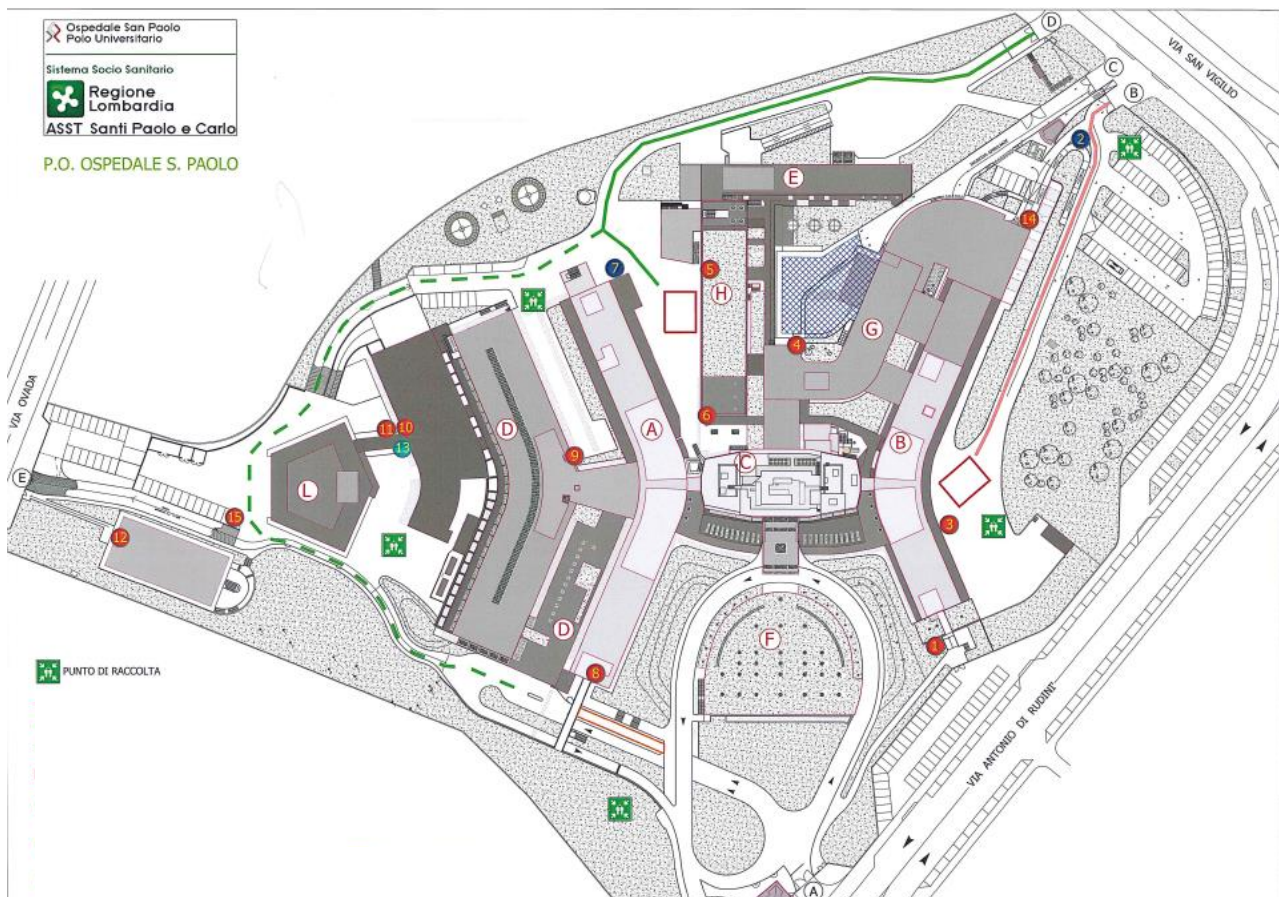 Ospedale San Paolo
Polo Universitario
Sistema Socio Sanitario
Regione
Lombardia
ASST Santi Paolo e Carlo
P.O. OSPEDALE S. PAOLO
D
VIA SAN VIGILIO
C
B
2
E
14
7
5
H
G
4
VIA OVADA
6
A
B
11
10
13
D
9
C
E
L
15
12
3
D
F
1
8
PUNTO DI RACCOLTA
VIA ANTONIO DI RUDINI'
A